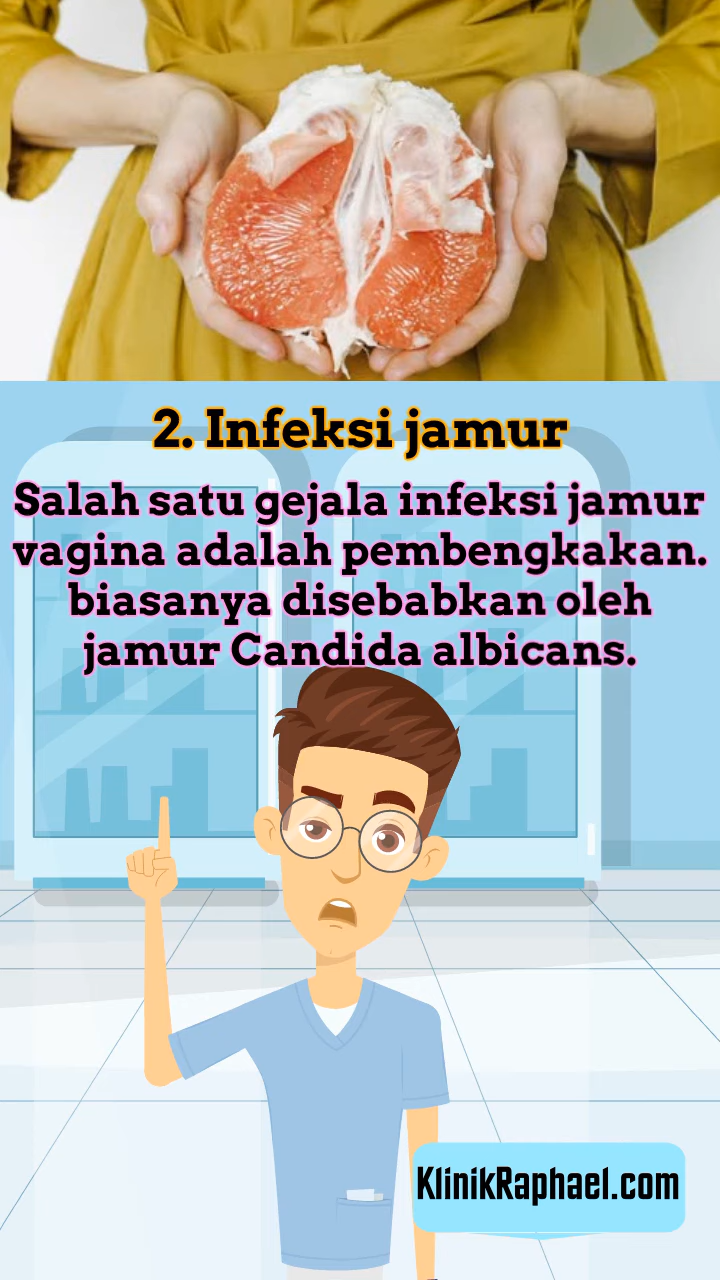 2. Infeksi jamur
Salah satu gejala infeksi jamur
vagina adalah pembengkakan.
biasanya disebabkan oleh
jamur Candida albicans.
KlinikRaphael.com